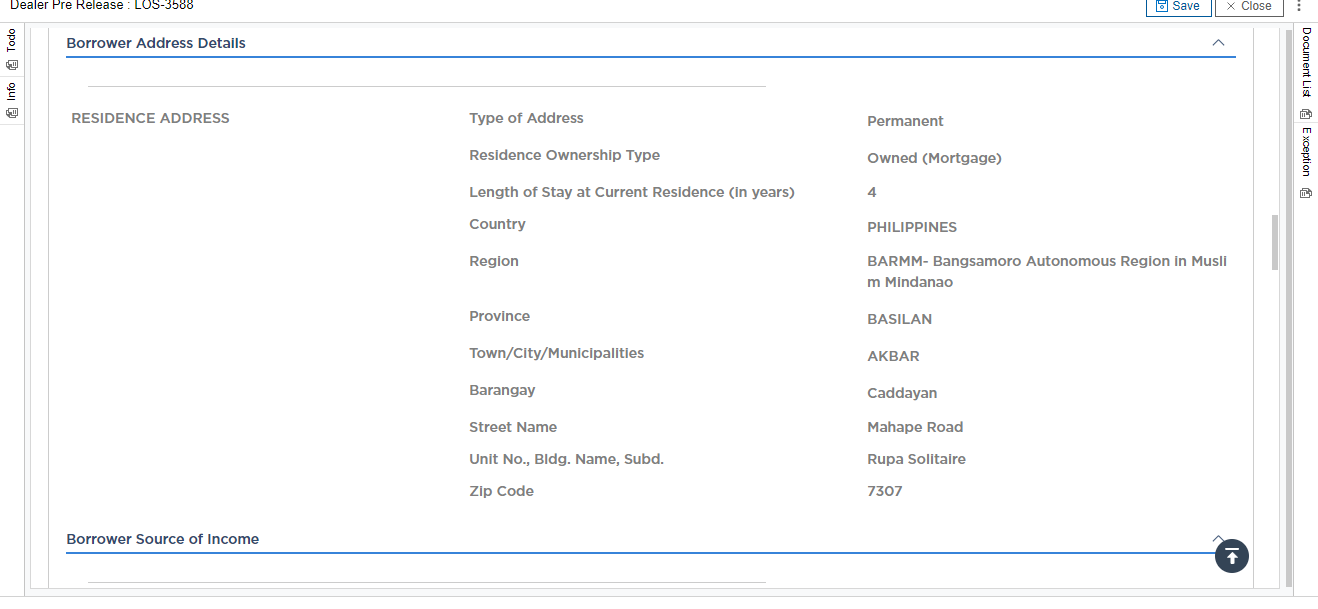 Dealer Pre Release : LOS-3588
Save
Close
Todo
Info
Document List
Exception
Borrower Address Details
RESIDENCE ADDRESS
Type of Address
Permanent
Residence Ownership Type
Owned (Mortgage)
Length of Stay at Current Residence (in years)
4
Country
PHILIPPINES
Region
BARMM- Bangsamoro Autonomous Region in Musli
m Mindanao
Province
BASILAN
Town/City/Municipalities
AKBAR
Barangay
Caddayan
Street Name
Mahape Road
Unit No., Bldg. Name, Subd.
Rupa Solitaire
Zip Code
7307
Borrower Source of Income